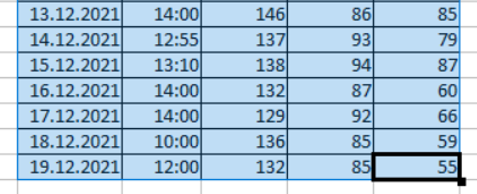 13.12.2021 14:00 146 86 85
14.12.2021 12:55 137 93 79
15.12.2021 13:10 138 94 87
16.12.2021 14:00 132 87 60
17.12.2021 14:00 129 92 66
18.12.2021 10:00 136 85 59
19.12.2021 12:00 132 85 55